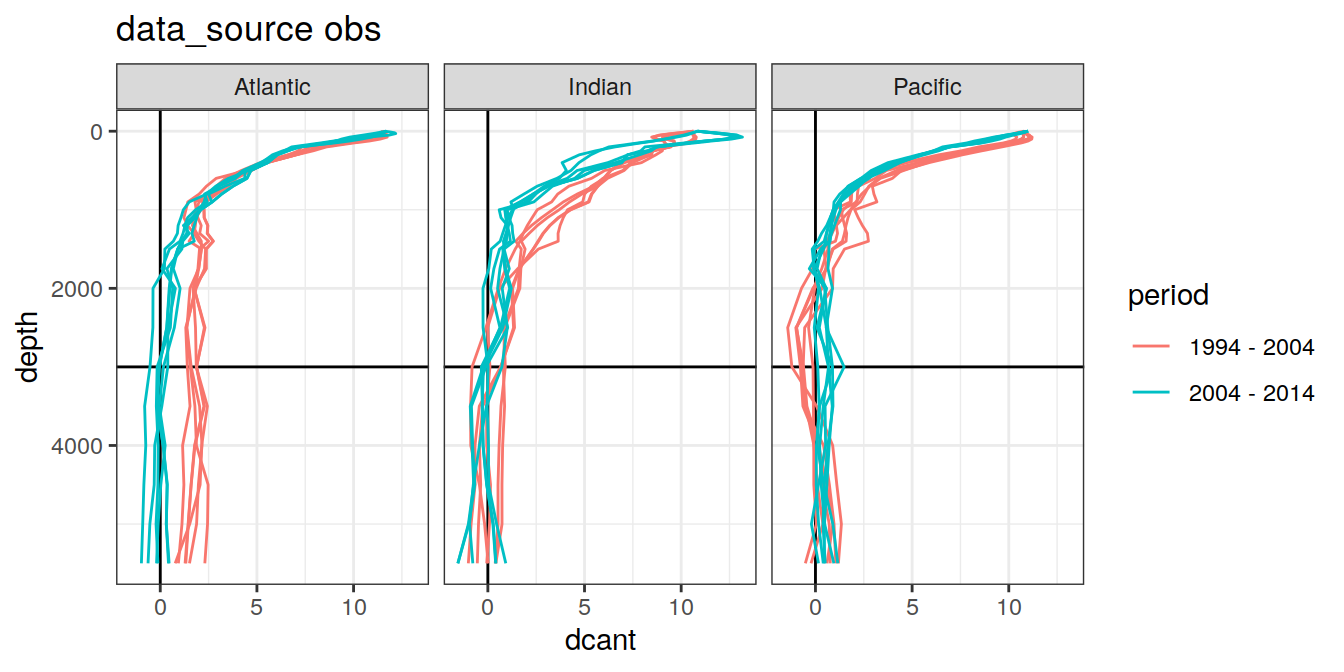 data_source obs
Atlantic
Indian
Pacific
0
2000
4000
depth
0
5
10
0
5
10
0
5
10
dcant
period
1994 - 2004
2004 - 2014